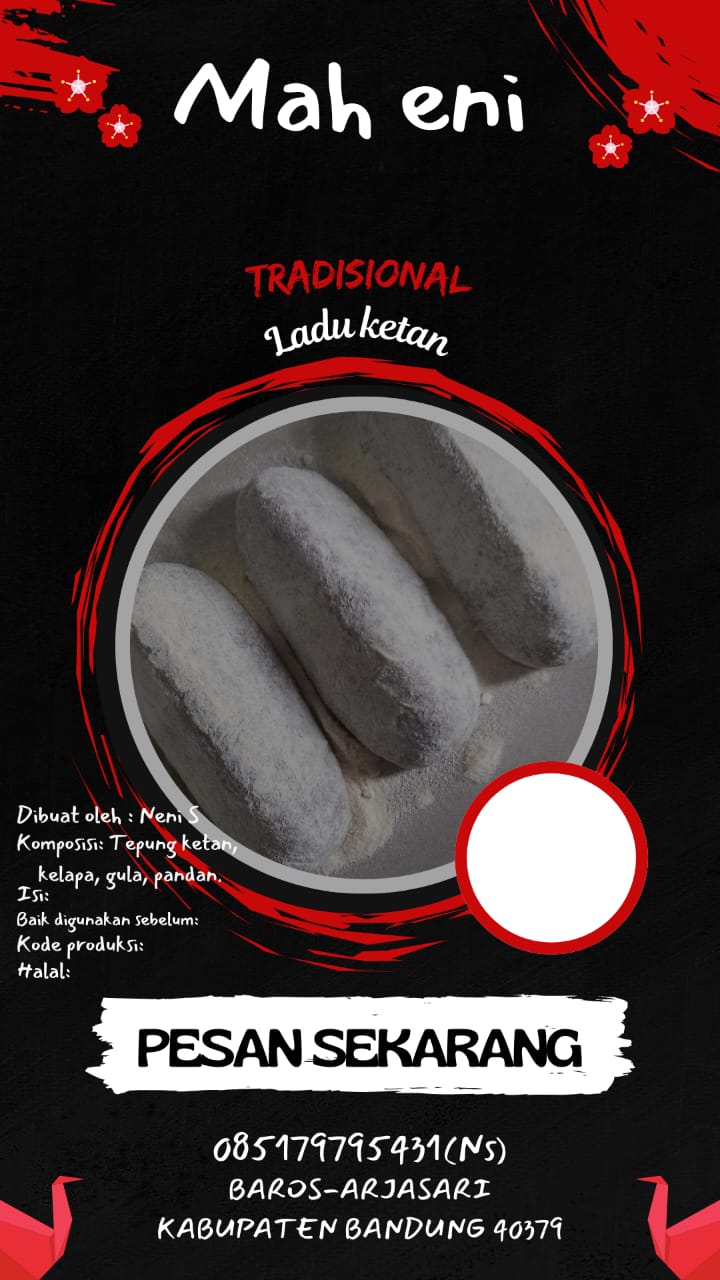 Mah eni
TRADISIONAL
Ladu ketan
Dibuat oleh : Neni S
Komposisi: Tepung ketan,
kelapa, gula, pandan.
Isi:
Baik digunakan sebelum:
Kode produksi:
Halal:
PESAN SEKARANG
085179795431(NS)
BAROS-ARJASARI
KABUPATEN BANDUNG 40379